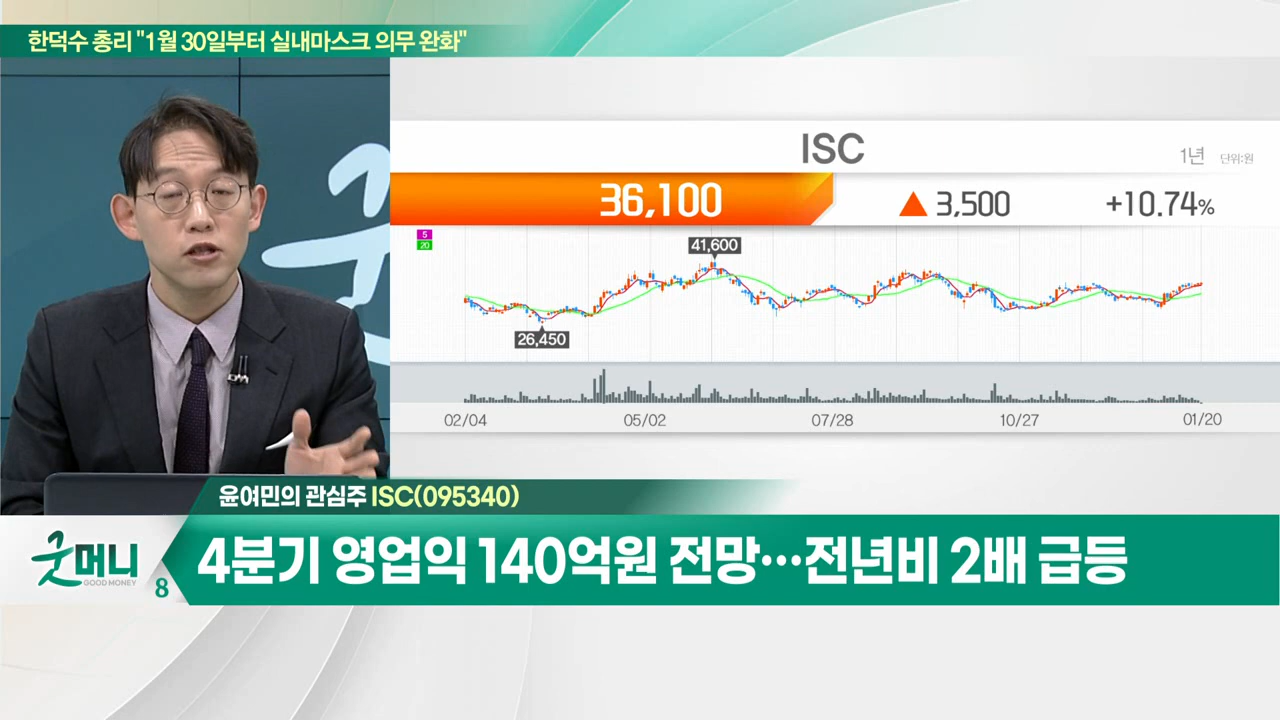 한덕수 총리 "1월 30일부터 실내마스크 의무 완화"
ISC
1년 단위:원
36,100 ▲ 3,500 +10.74%
5
20
41,600
26,450
02/04 05/02 07/28 10/27 01/20
윤여민의 관심주 ISC(095340)
굿머니
GOOD MONEY
8
4분기 영업익 140억원 전망…전년비 2배 급등